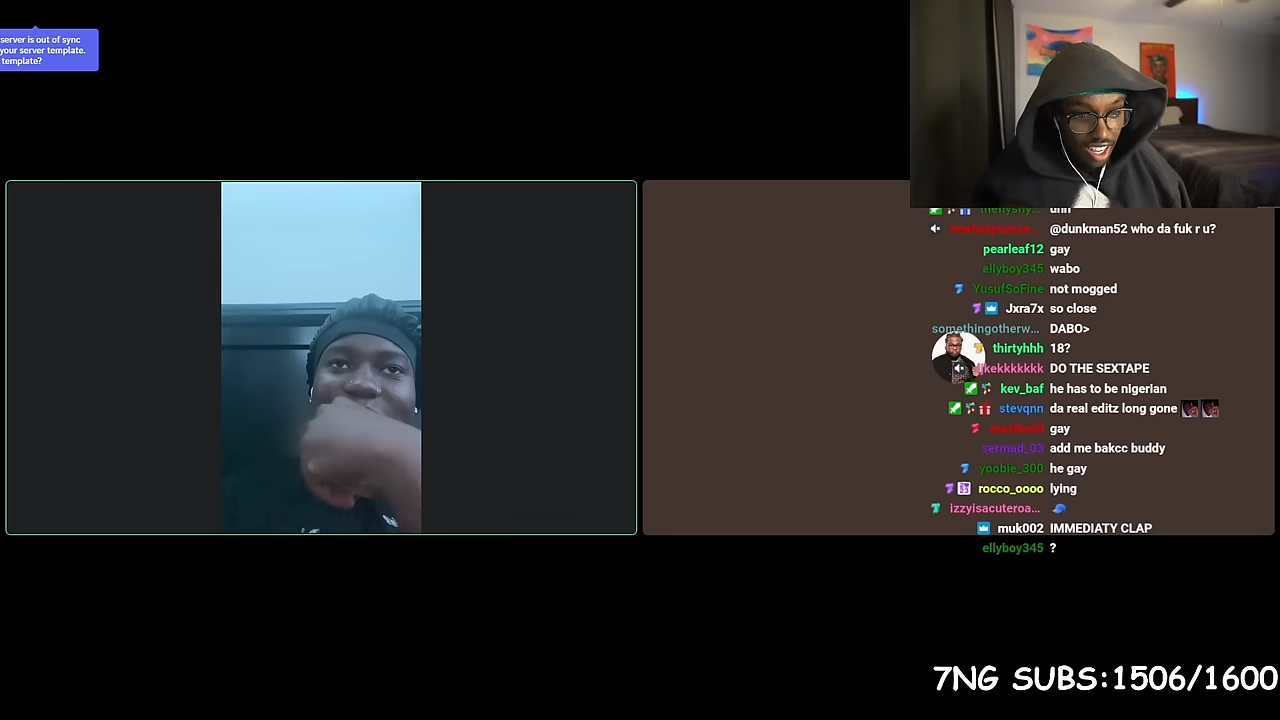 server is out of sync
your server template.
template?
@dunkman52 who da fuk r u?
pearleaf12 gay
ellyboy345 wabo
YusufSoFine not mogged
Jxra7x so close
somethingotherw... DABO>
thirtyhhh 18?
DO THE SEXTAPE
kev_baf he has to be nigerian
stevqnn da real editz long gone
gay
sermad_03 add me bakcc buddy
yoobie_300 he gay
rocco_oooo lying
izzyisacuteroa...
muk002 IMMEDIATY CLAP
ellyboy345 ?
7NG SUBS:1506/1600